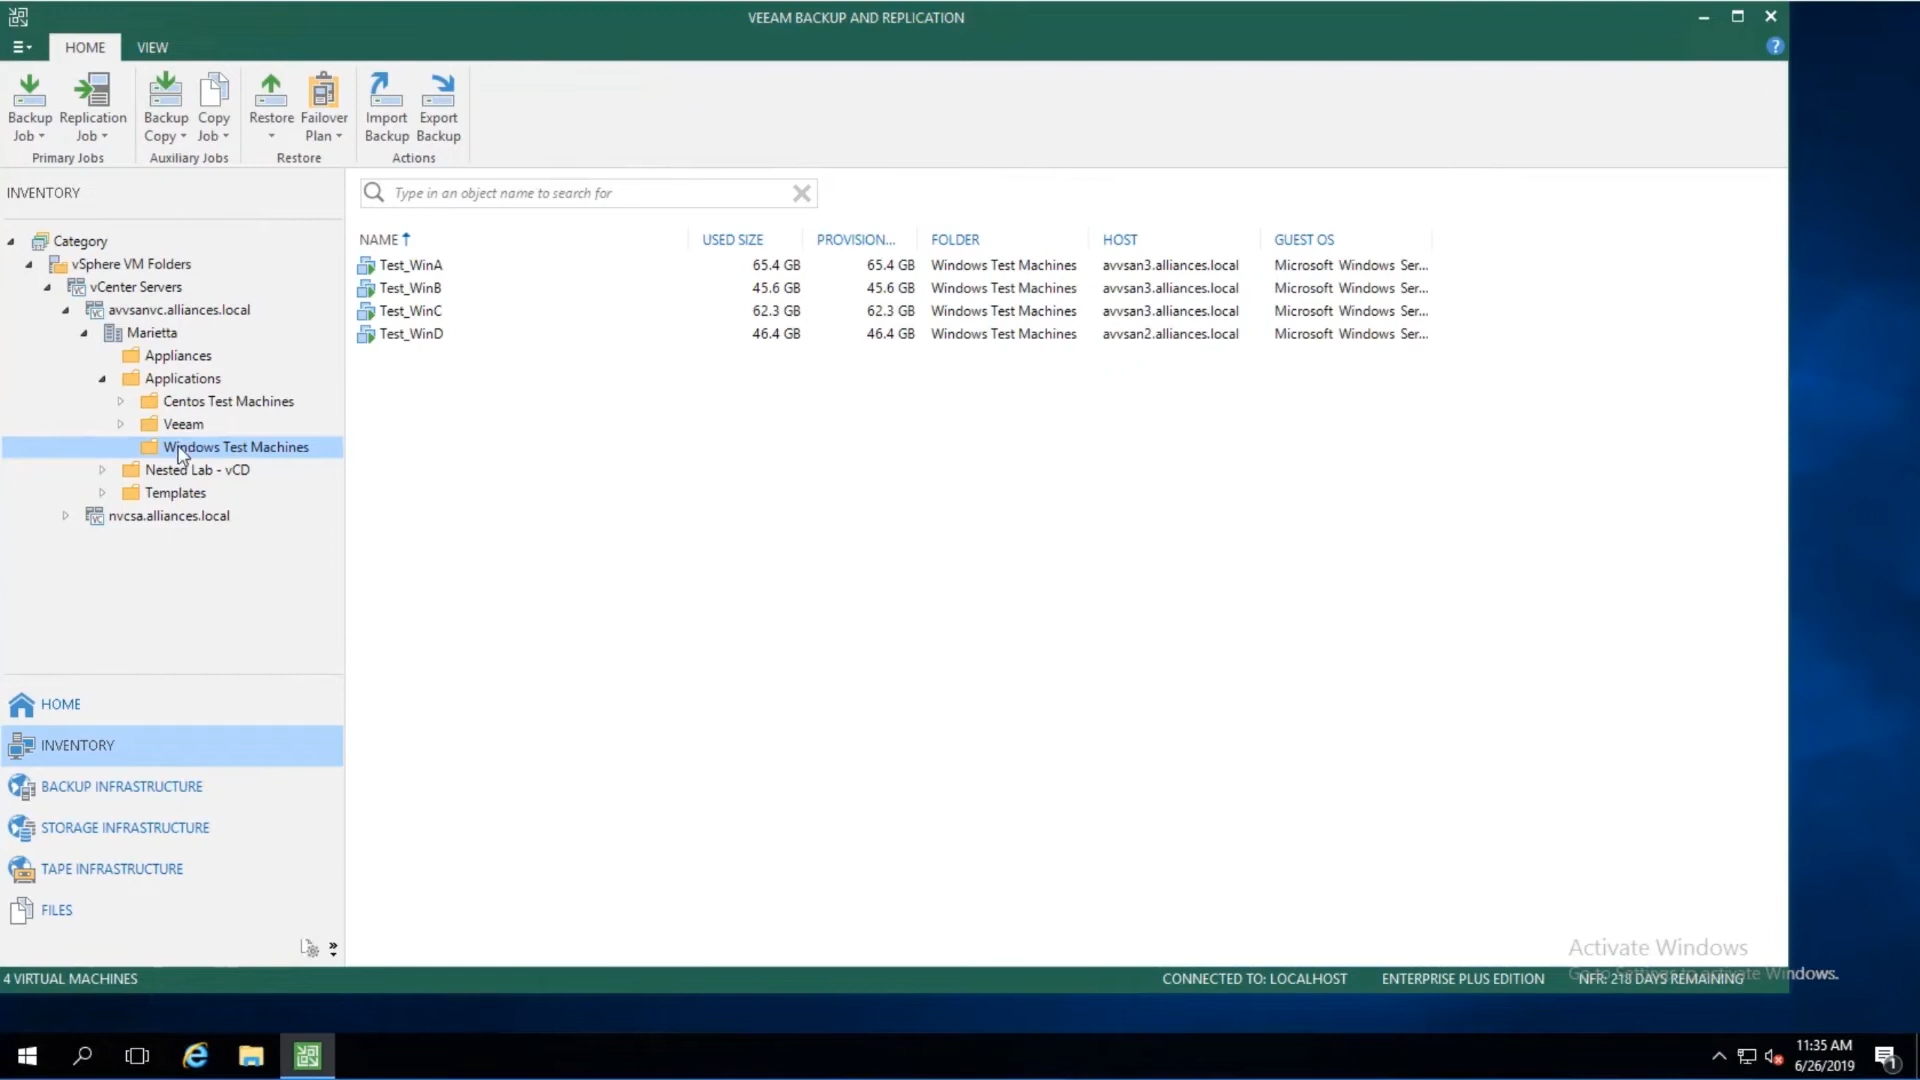 VEEAM BACKUP AND REPLICATION
HOME VIEW
Backup Job
Replication Job
Primary Jobs
Backup Copy
Copy Job
Auxiliary Jobs
Restore
Failover Plan
Restore
Import Backup
Export Backup
Actions
INVENTORY
Category
vSphere VM Folders
vCenter Servers
avvsanvc.alliances.local
Marietta
Appliances
Applications
Centos Test Machines
Veeam
Windows Test Machines
Nested Lab - vCD
Templates
nvcsa.alliances.local
HOME
INVENTORY
BACKUP INFRASTRUCTURE
STORAGE INFRASTRUCTURE
TAPE INFRASTRUCTURE
FILES
Type in an object name to search for
NAME USED SIZE PROVISION... FOLDER HOST GUEST OS
Test_WinA 65.4 GB 65.4 GB Windows Test Machines avvsan3.alliances.local Microsoft Windows Ser...
Test_WinB 45.6 GB 45.6 GB Windows Test Machines avvsan3.alliances.local Microsoft Windows Ser...
Test_WinC 62.3 GB 62.3 GB Windows Test Machines avvsan3.alliances.local Microsoft Windows Ser...
Test_WinD 46.4 GB 46.4 GB Windows Test Machines avvsan2.alliances.local Microsoft Windows Ser...
Activate Windows
Go to Settings to activate Windows.
4 VIRTUAL MACHINES CONNECTED TO: LOCALHOST ENTERPRISE PLUS EDITION NFR: 218 DAYS REMAINING
11:35 AM
6/26/2019
1